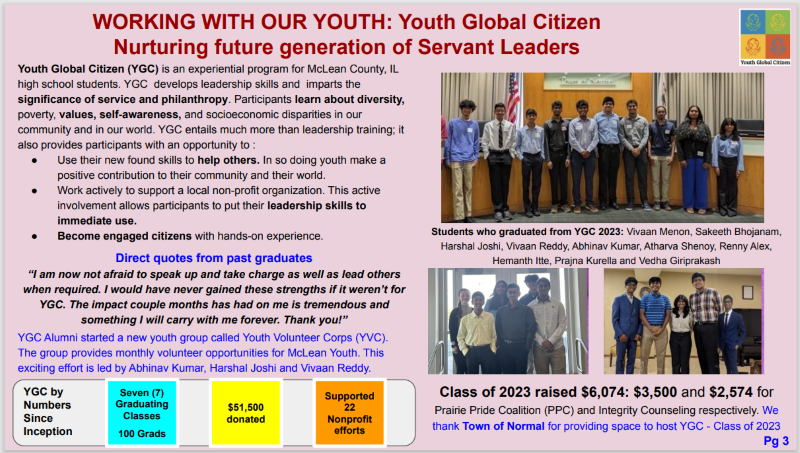 WORKING WITH OUR YOUTH: Youth Global Citizen
Nurturing future generation of Servant Leaders
Youth Global Citizen
Youth Global Citizen (YGC) is an experiential program for McLean County, IL
high school students. YGC develops leadership skills and imparts the
significance of service and philanthropy. Participants learn about diversity,
poverty, values, self-awareness, and socioeconomic disparities in our
community and in our world. YGC entails much more than leadership training; it
also provides participants with an opportunity to :
● Use their new found skills to help others. In so doing youth make a
positive contribution to their community and their world.
● Work actively to support a local non-profit organization. This active
involvement allows participants to put their leadership skills to
immediate use.
● Become engaged citizens with hands-on experience.
Direct quotes from past graduates
“I am now not afraid to speak up and take charge as well as lead others
when required. I would have never gained these strengths if it weren’t for
YGC. The impact couple months has had on me is tremendous and
something I will carry with me forever. Thank you!”
YGC Alumni started a new youth group called Youth Volunteer Corps (YVC).
The group provides monthly volunteer opportunities for McLean Youth. This
exciting effort is led by Abhinav Kumar, Harshal Joshi and Vivaan Reddy.
YGC by
Numbers
Since
Inception
Seven (7)
Graduating
Classes
100 Grads
$51,500
donated
Supported
22
Nonprofit
efforts
Students who graduated from YGC 2023: Vivaan Menon, Sakeeth Bhojanam,
Harshal Joshi, Vivaan Reddy, Abhinav Kumar, Atharva Shenoy, Renny Alex,
Hemanth Itte, Prajna Kurella and Vedha Giriprakash
Class of 2023 raised $6,074: $3,500 and $2,574 for
Prairie Pride Coalition (PPC) and Integrity Counseling respectively. We
thank Town of Normal for providing space to host YGC - Class of 2023
Pg 3